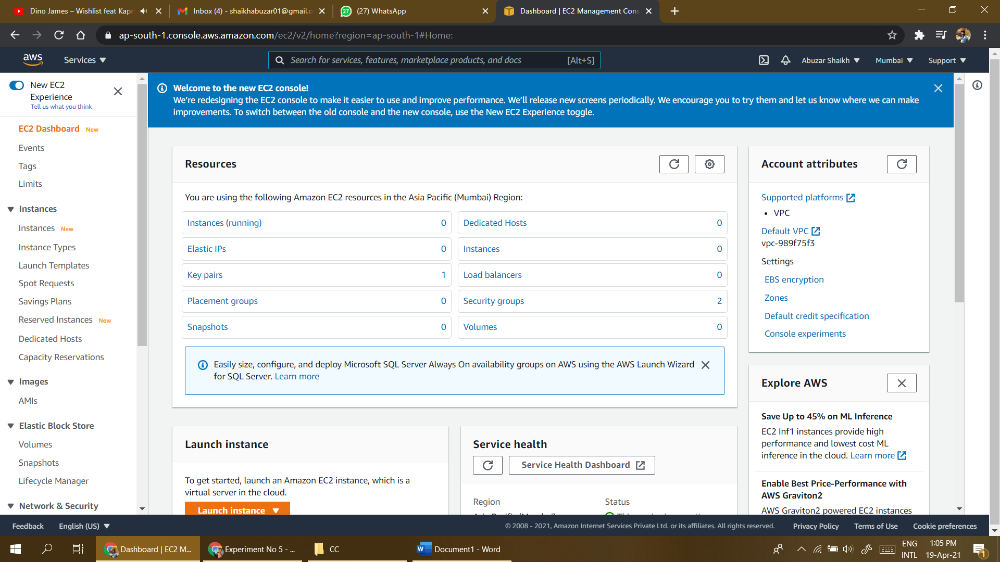 Dino James – Wishlist feat Kapr
Inbox (4) - shaikhabuzar01@gmail.c
27
(27) WhatsApp
Dashboard | EC2 Management Cons
ap-south-1.console.aws.amazon.com/ec2/v2/home?region=ap-south-1#Home:
aws
Services
Search for services, features, marketplace products, and docs
[Alt+S]
Abuzar Shaikh
Mumbai
Support
New EC2
Experience
Tell us what you think
EC2 Dashboard New
Events
Tags
Limits
Instances
Instances New
Instance Types
Launch Templates
Spot Requests
Savings Plans
Reserved Instances New
Dedicated Hosts
Capacity Reservations
Images
AMIs
Elastic Block Store
Volumes
Snapshots
Lifecycle Manager
Network & Security
Welcome to the new EC2 console!
We're redesigning the EC2 console to make it easier to use and improve performance. We'll release new screens periodically. We encourage you to try them and let us know where we can make
improvements. To switch between the old console and the new console, use the New EC2 Experience toggle.
Resources
You are using the following Amazon EC2 resources in the Asia Pacific (Mumbai) Region:
Instances (running) 0
Dedicated Hosts 0
Elastic IPs 0
Instances 0
Key pairs 1
Load balancers 0
Placement groups 0
Security groups 2
Snapshots 0
Volumes 0
Easily size, configure, and deploy Microsoft SQL Server Always On availability groups on AWS using the AWS Launch Wizard
for SQL Server. Learn more
Launch instance
To get started, launch an Amazon EC2 instance, which is a
virtual server in the cloud.
Launch instance
Service health
Service Health Dashboard
Region
Status
Account attributes
Supported platforms
• VPC
Default VPC
vpc-989f75f3
Settings
EBS encryption
Zones
Default credit specification
Console experiments
Explore AWS
Save Up to 45% on ML Inference
EC2 Inf1 instances provide high
performance and lowest cost ML
inference in the cloud. Learn more
Enable Best Price-Performance with
AWS Graviton2
AWS Graviton2 powered EC2 instances
Feedback
English (US)
© 2008 - 2021, Amazon Internet Services Private Ltd. or its affiliates. All rights reserved.
Privacy Policy
Terms of Use
Cookie preferences
Dashboard | EC2 M...
Experiment No 5 - ...
CC
Document1 - Word
ENG
INTL
1:05 PM
19-Apr-21
1